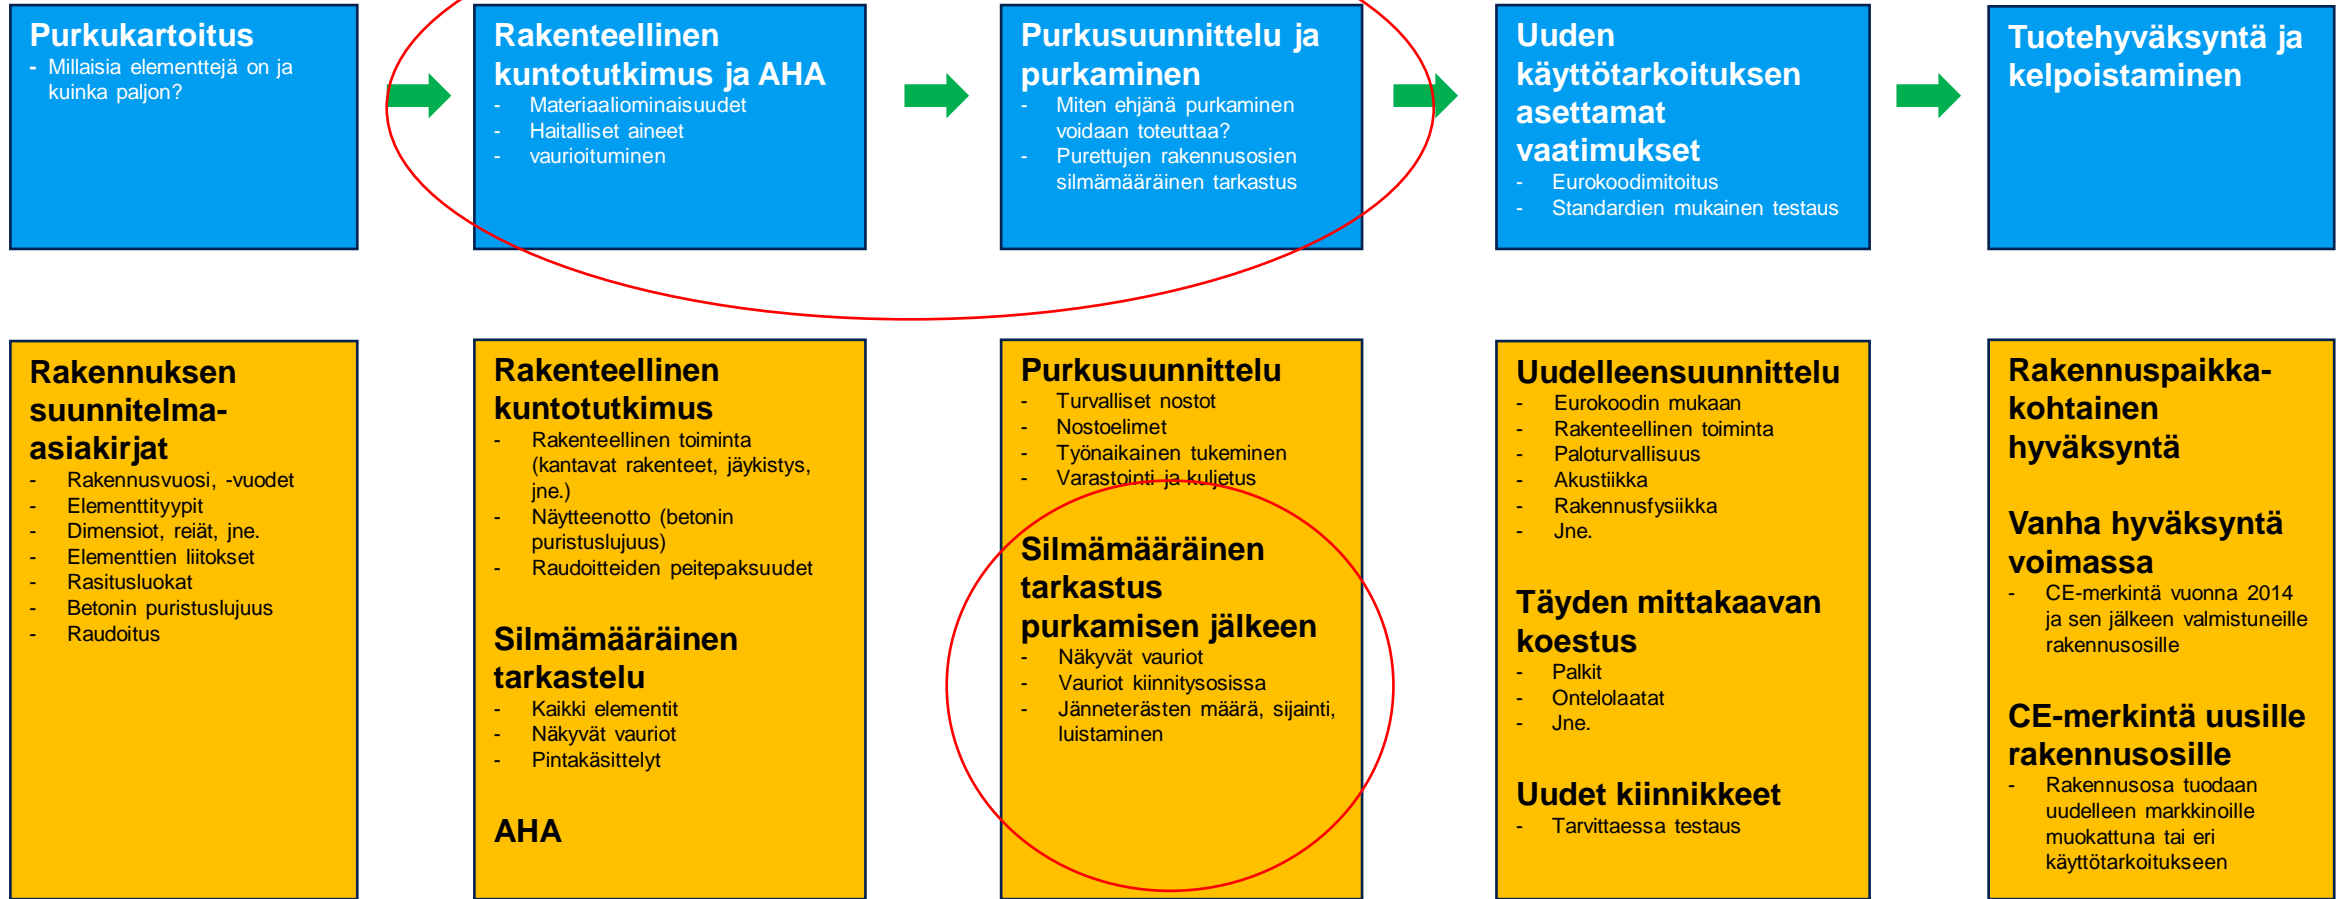 Purkukartoitus
- Millaisia elementtejä on ja
kuinka paljon?
Rakenteellinen
kuntotutkimus ja AHA
- Materiaaliominaisuudet
- Haitalliset aineet
- vaurioituminen
Purkusuunnittelu ja
purkaminen
- Miten ehjänä purkaminen
voidaan toteuttaa?
- Purettujen rakennusosien
silmämääräinen tarkastus
Uuden
käyttötarkoituksen
asettamat
vaatimukset
- Eurokoodimitoitus
- Standardien mukainen testaus
Tuotehyväksyntä ja
kelpoistaminen
Rakennuksen
suunnitelma-
asiakirjat
- Rakennusvuosi, -vuodet
- Elementtityypit
- Dimensiot, reiät, jne.
- Elementtien liitokset
- Rasitusluokat
- Betonin puristuslujuus
- Raudoitus
Rakenteellinen
kuntotutkimus
- Rakenteellinen toiminta
(kantavat rakenteet, jäykistys,
jne.)
- Näytteenotto (betonin
puristuslujuus)
- Raudoitteiden peitepaksuudet
Silmämääräinen
tarkastelu
- Kaikki elementit
- Näkyvät vauriot
- Pintakäsittelyt
AHA
Purkusuunnittelu
- Turvalliset nostot
- Nostoelimet
- Työnaikainen tukeminen
- Varastointi ja kuljetus
Silmämääräinen
tarkastus
purkamisen jälkeen
- Näkyvät vauriot
- Vauriot kiinnitysosissa
- Jänneterästen määrä, sijainti,
luistaminen
Uudelleensuunnittelu
- Eurokoodin mukaan
- Rakenteellinen toiminta
- Paloturvallisuus
- Akustiikka
- Rakennusfysiikka
- Jne.
Täyden mittakaavan
koestus
- Palkit
- Ontelolaatat
- Jne.
Uudet kiinnikkeet
- Tarvittaessa testaus
Rakennuspaikka-
kohtainen
hyväksyntä
Vanha hyväksyntä
voimassa
- CE-merkintä vuonna 2014
ja sen jälkeen valmistuneille
rakennusosille
CE-merkintä uusille
rakennusosille
- Rakennusosa tuodaan
uudelleen markkinoille
muokattuna tai eri
käyttötarkoitukseen